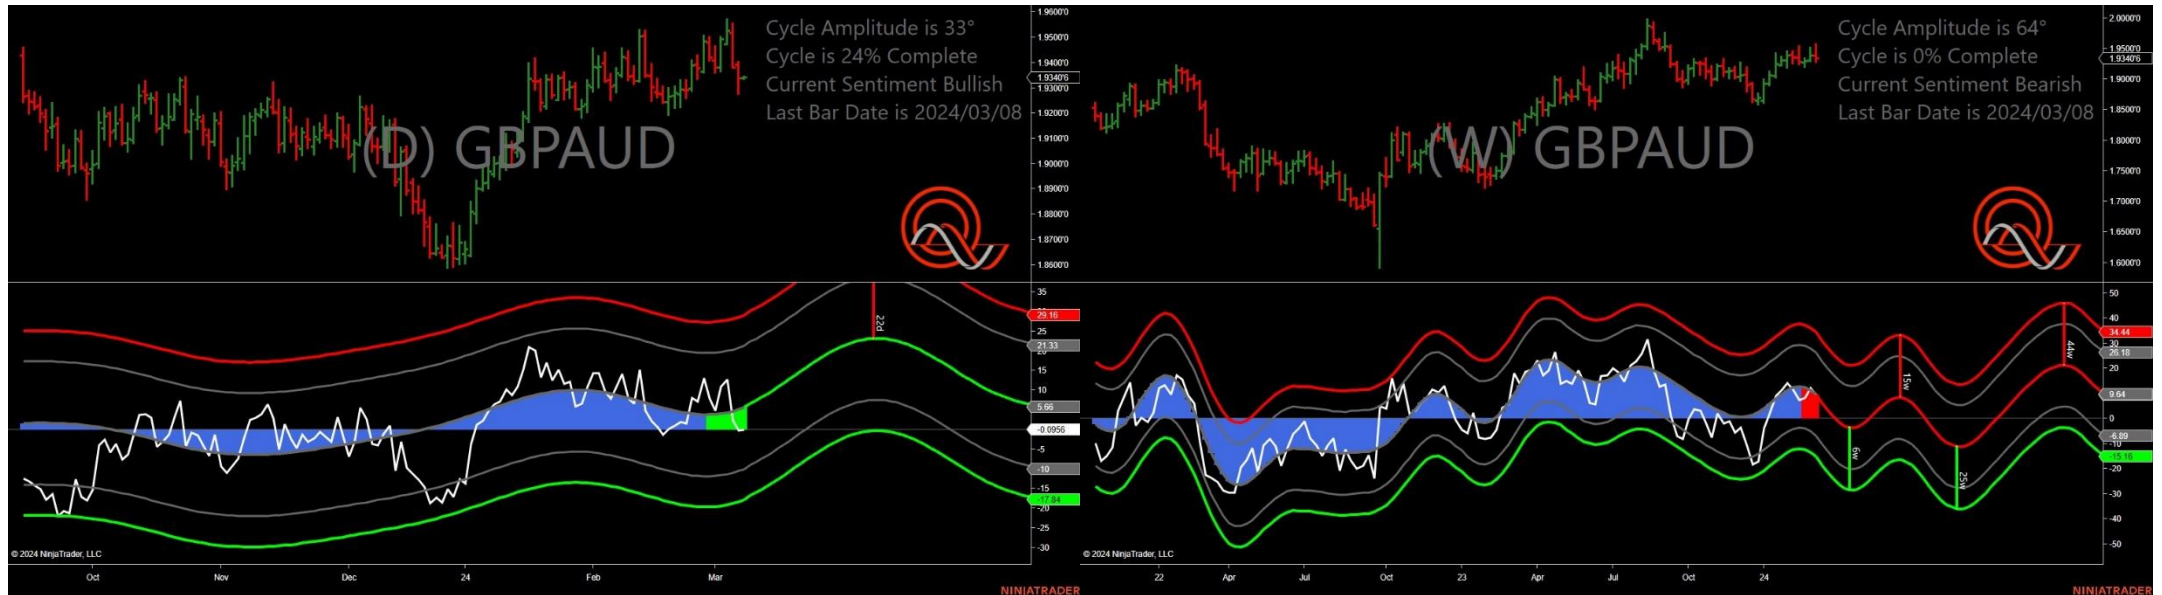 Cycle Amplitude is 33°
Cycle is 24% Complete
Current Sentiment Bullish
Last Bar Date is 2024/03/08
(D) GBPAUD
1.9600'0
1.9500'0
1.9400'0
1.9340'6
1.9300'0
1.9200'0
1.9100'0
1.9000'0
1.8900'0
1.8800'0
1.8700'0
1.8600'0
22d
35
29.16
25
21.33
15
10
5.66
-0.0956
-5
-10
-15
-17.84
-20
-25
-30
© 2024 NinjaTrader, LLC
Oct Nov Dec 24 Feb Mar
NINJATRADER
Cycle Amplitude is 64°
Cycle is 0% Complete
Current Sentiment Bearish
Last Bar Date is 2024/03/08
(W) GBPAUD
2.0000'0
1.9500'0
1.9340'6
1.9000'0
1.8500'0
1.8000'0
1.7500'0
1.7000'0
1.6500'0
1.6000'0
6w
15w
25w
44w
50
40
34.44
30
26.18
20
9.64
0
-6.89
-10
-15.16
-20
-30
-40
-50
© 2024 NinjaTrader, LLC
22 Apr Jul Oct 23 Apr Jul Oct 24
NINJATRADER